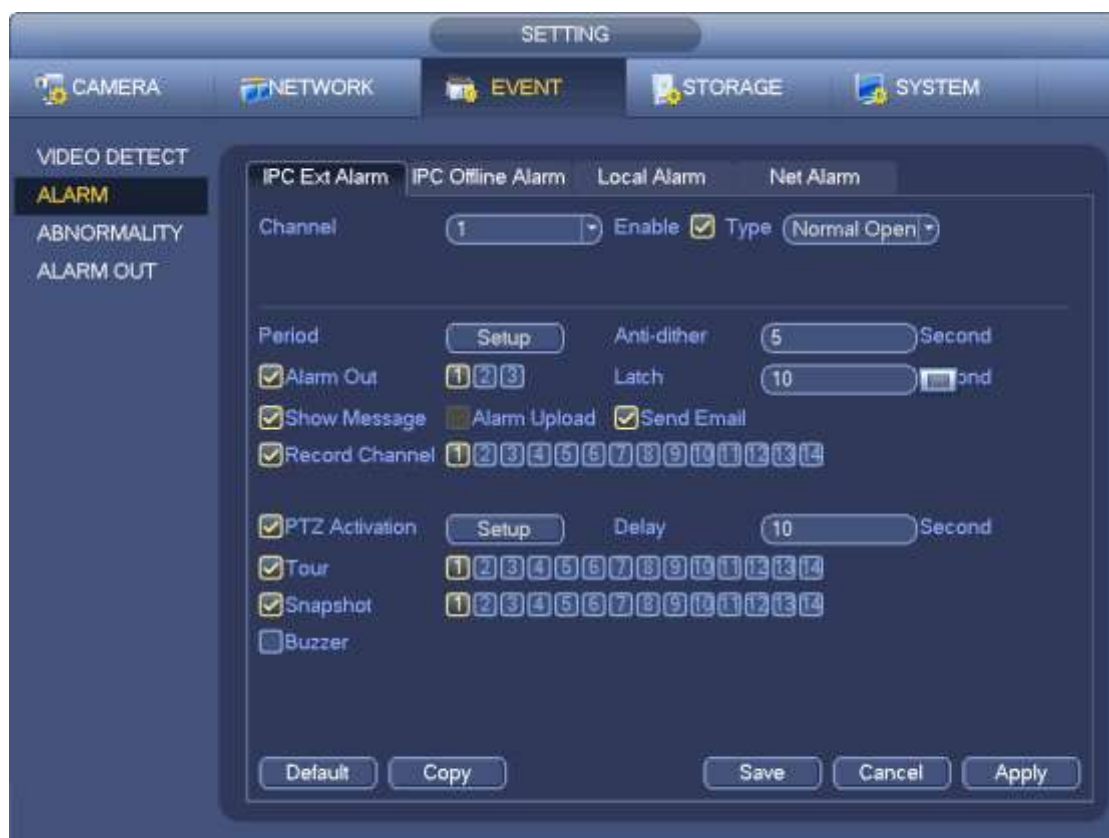 SETTING
CAMERA NETWORK EVENT STORAGE SYSTEM
VIDEO DETECT
ALARM
ABNORMALITY
ALARM OUT
IPC Ext Alarm IPC Offline Alarm Local Alarm Net Alarm
Channel 1 Enable Type Normal Open
Period Setup Anti-dither 5 Second
Alarm Out 1 2 3 Latch 10 ond
Show Message Alarm Upload Send Email
Record Channel 1 2 3 4 5 6 7 8 9 10 11 12 13 14
PTZ Activation Setup Delay 10 Second
Tour 1 2 3 4 5 6 7 8 9 10 11 12 13 14
Snapshot 1 2 3 4 5 6 7 8 9 10 11 12 13 14
Buzzer
Default Copy Save Cancel Apply